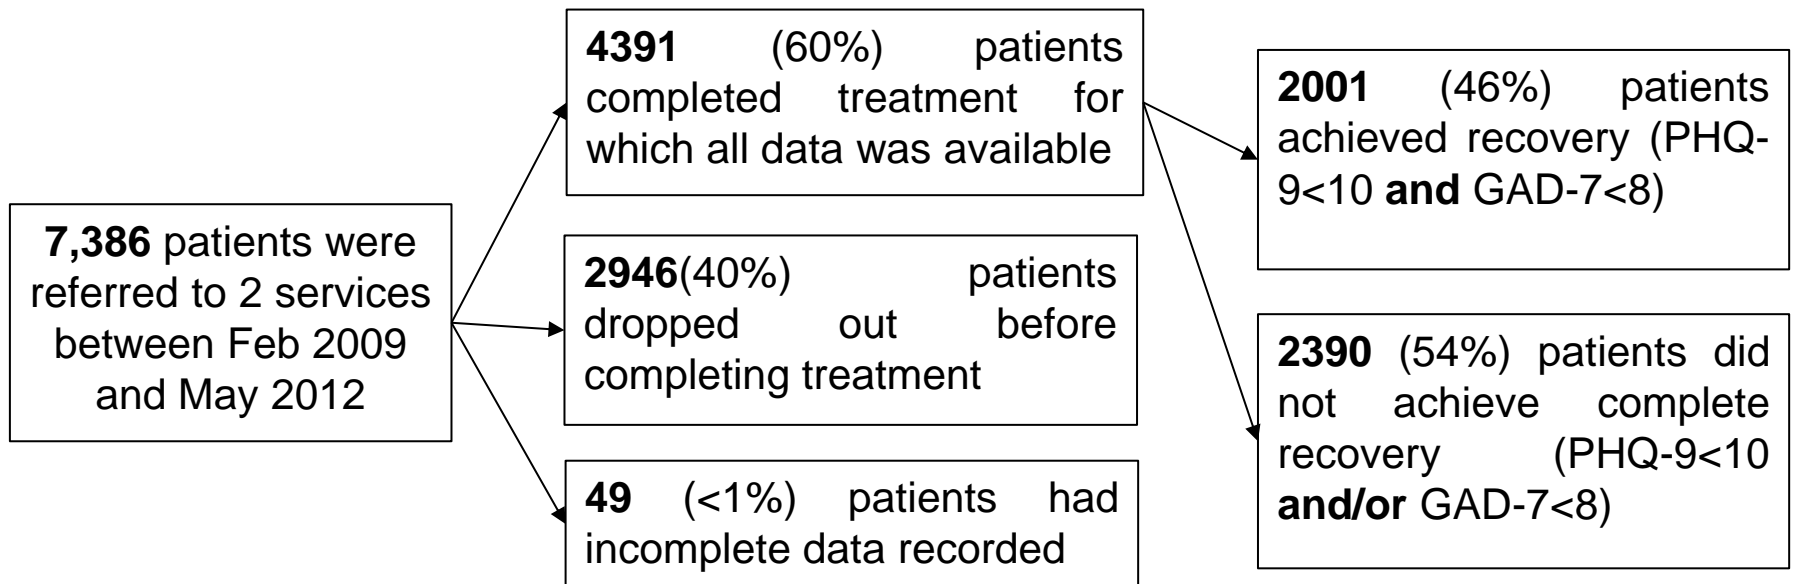 7,386 patients were
referred to 2 services
between Feb 2009
and May 2012
4391 (60%) patients
completed treatment for
which all data was available
2946(40%) patients
dropped out before
completing treatment
49 (<1%) patients had
incomplete data recorded
2001 (46%) patients
achieved recovery (PHQ-
9<10 and GAD-7<8)
2390 (54%) patients did
not achieve complete
recovery (PHQ-9<10
and/or GAD-7<8)